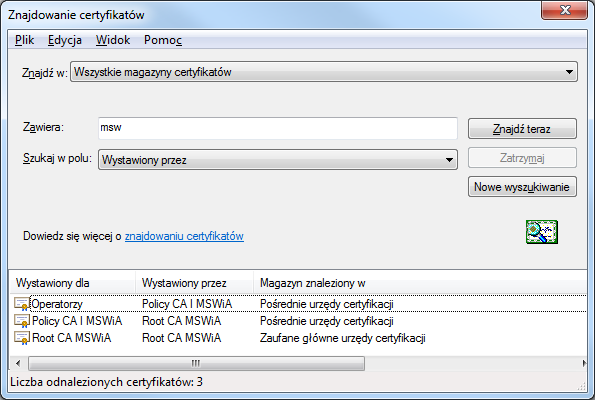 Znajdowanie certyfikatów
Plik Edycja Widok Pomoc
Znajdź w: Wszystkie magazyny certyfikatów
Zawiera: msw Znajdź teraz
Szukaj w polu: Wystawiony przez Zatrzymaj
Nowe wyszukiwanie
Dowiedz się więcej o znajdowaniu certyfikatów
Wystawiony dla Wystawiony przez Magazyn znaleziony w
Operatorzy Policy CA I MSWiA Pośrednie urzędy certyfikacji
Policy CA I MSWiA Root CA MSWiA Pośrednie urzędy certyfikacji
Root CA MSWiA Root CA MSWiA Zaufane główne urzędy certyfikacji
Liczba odnalezionych certyfikatów: 3